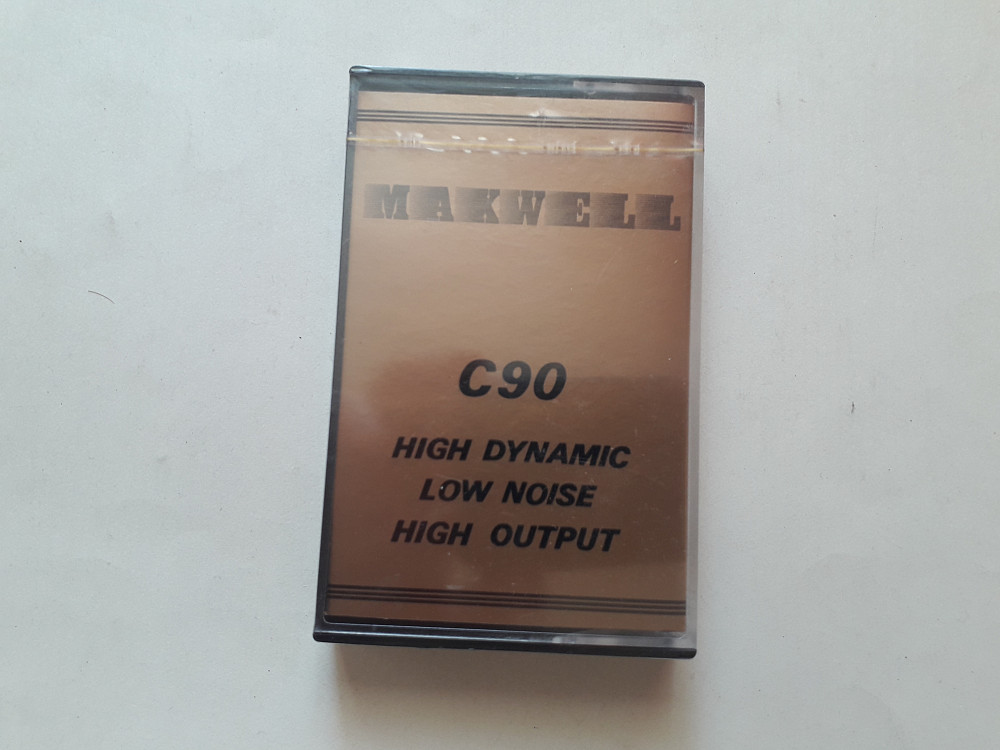 MAKWELL
C90
HIGH DYNAMIC
LOW NOISE
HIGH OUTPUT